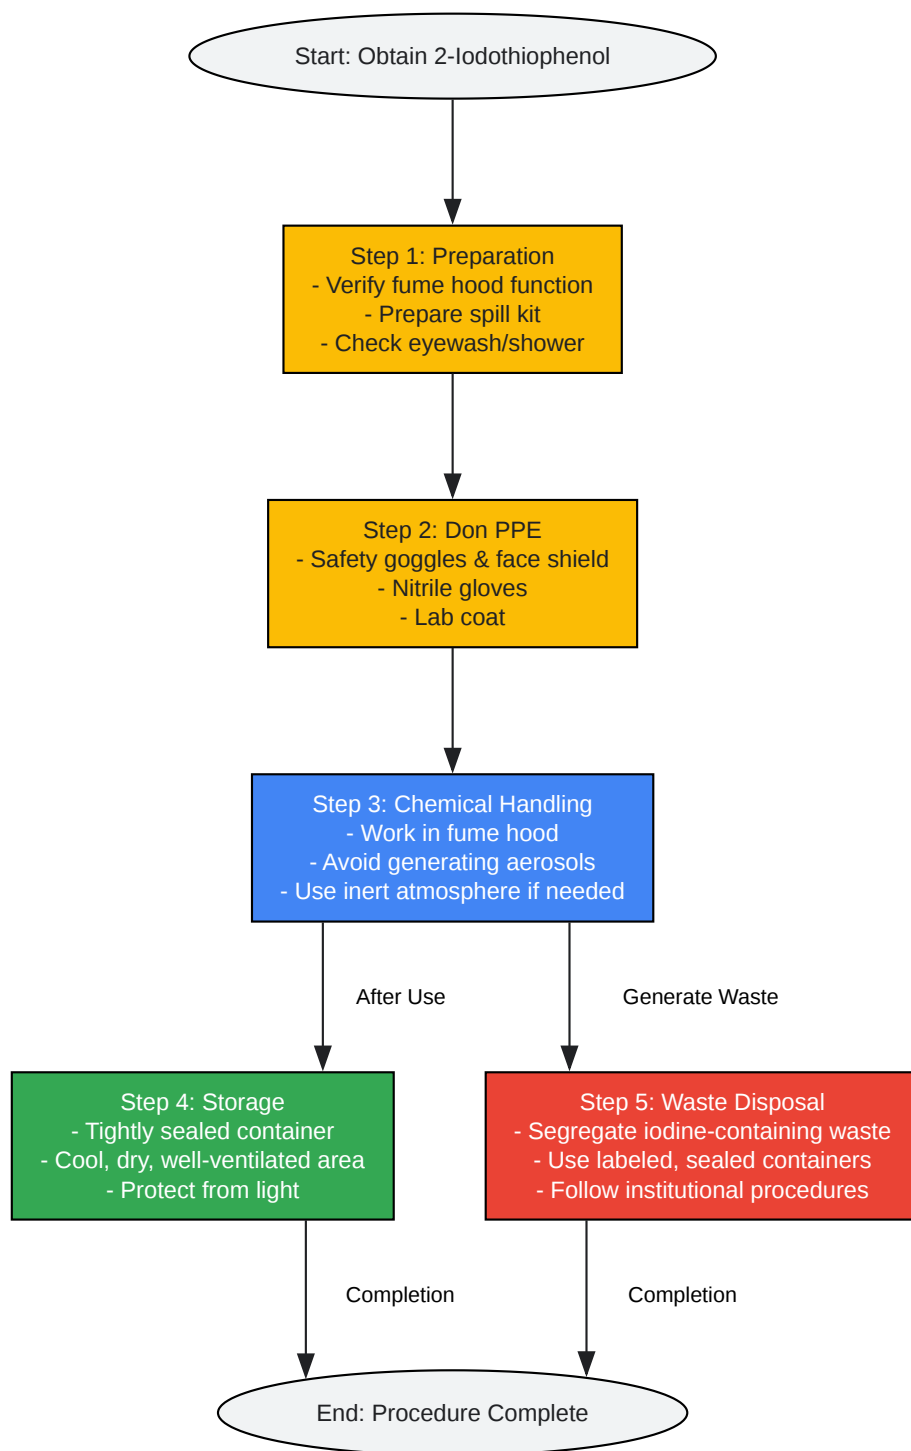 Start: Obtain 2-Iodothiophenol
Step 1: Preparation
- Verify fume hood function
- Prepare spill kit
- Check eyewash/shower
Step 2: Don PPE
- Safety goggles & face shield
- Nitrile gloves
- Lab coat
Step 3: Chemical Handling
- Work in fume hood
- Avoid generating aerosols
- Use inert atmosphere if needed
After Use
Generate Waste
Step 4: Storage
- Tightly sealed container
- Cool, dry, well-ventilated area
- Protect from light
Step 5: Waste Disposal
- Segregate iodine-containing waste
- Use labeled, sealed containers
- Follow institutional procedures
Completion
Completion
End: Procedure Complete